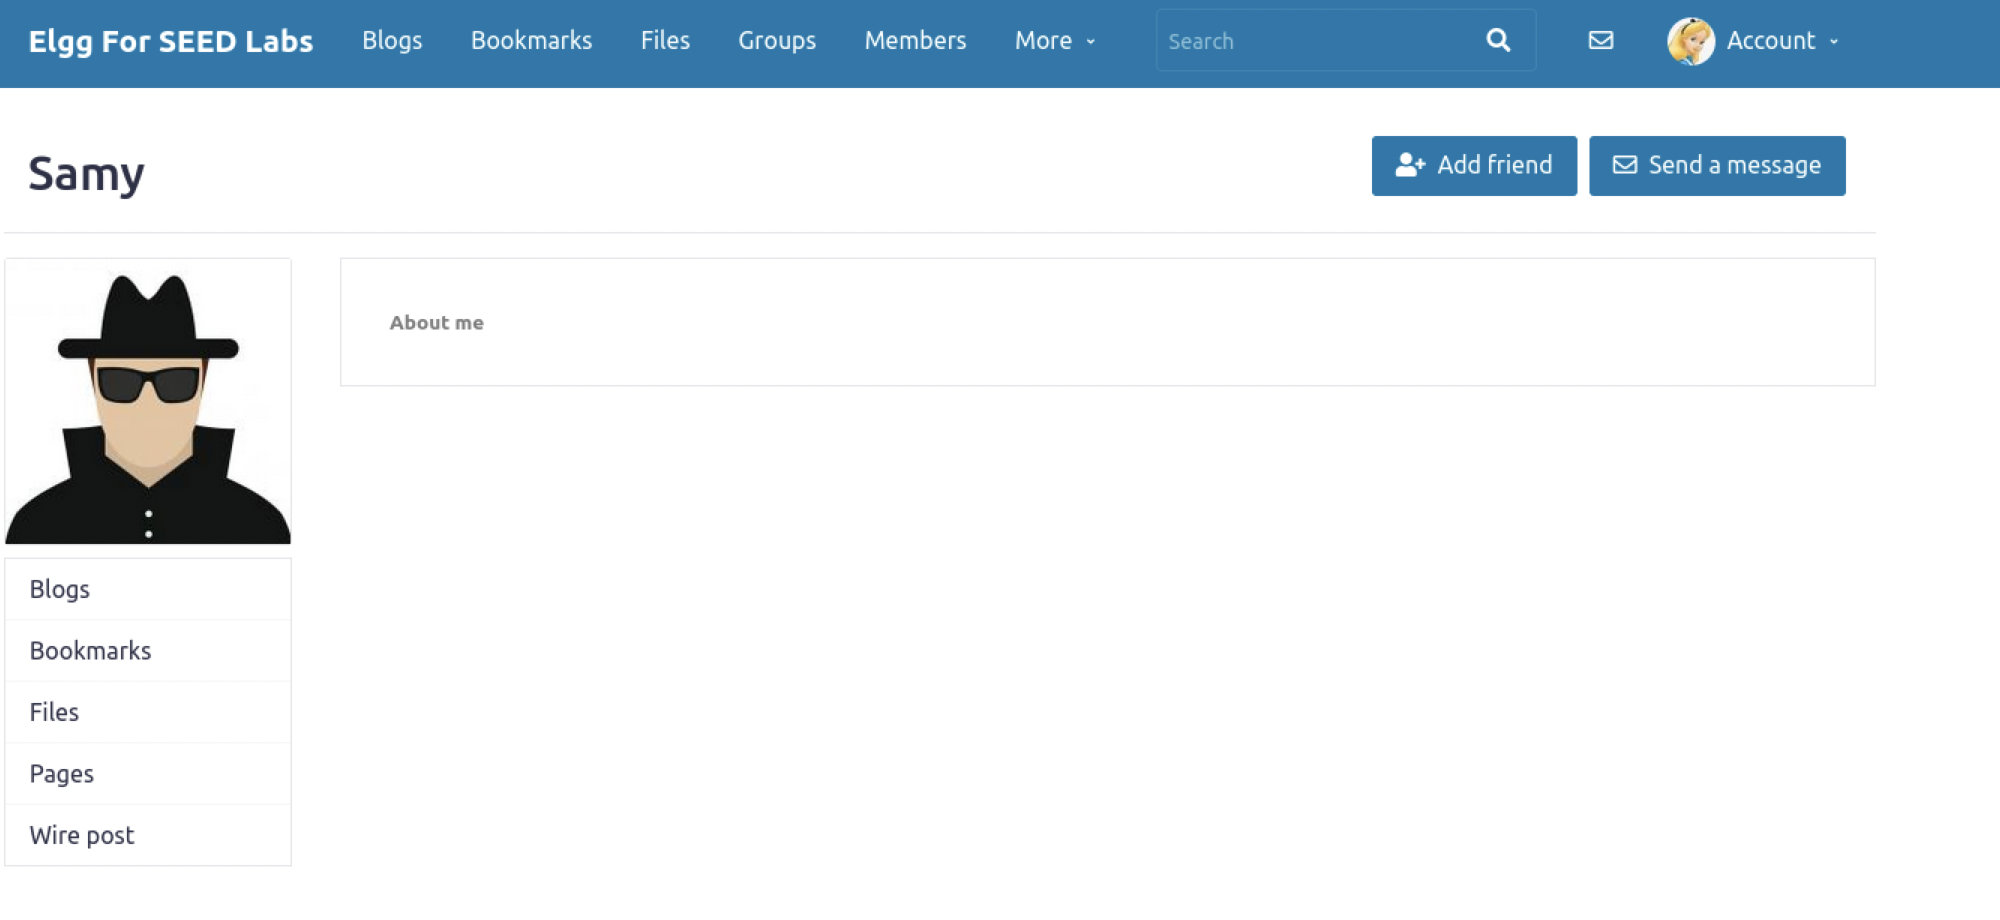 Elgg For SEED Labs Blogs Bookmarks Files Groups Members More Search Account
Samy
Add friend Send a message
About me
Blogs
Bookmarks
Files
Pages
Wire post